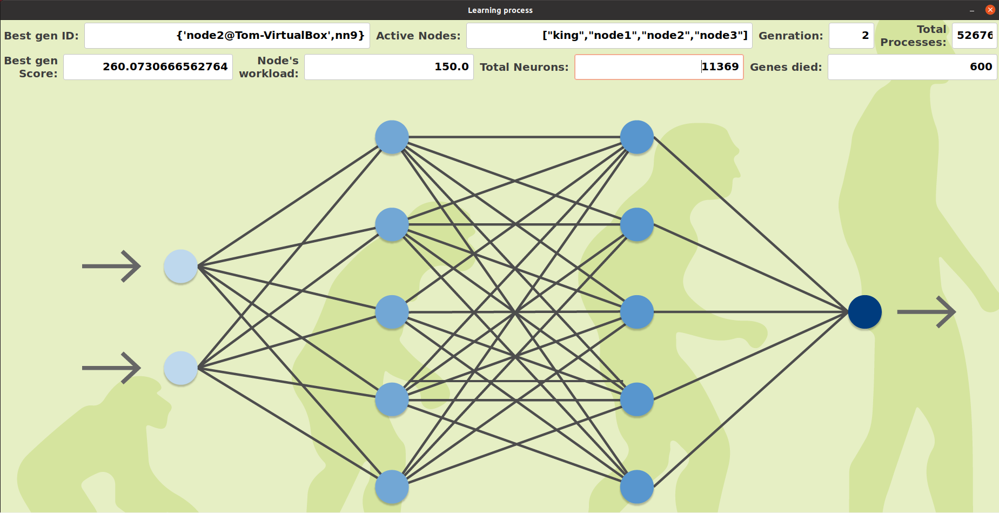 Learning process
Best gen ID: {'node2@Tom-VirtualBox',nn9} Active Nodes: ["king","node1","node2","node3"] Genration: 2 Total Processes: 52676
Best gen Score: 260.0730666562764 Node's workload: 150.0 Total Neurons: 11369 Genes died: 600